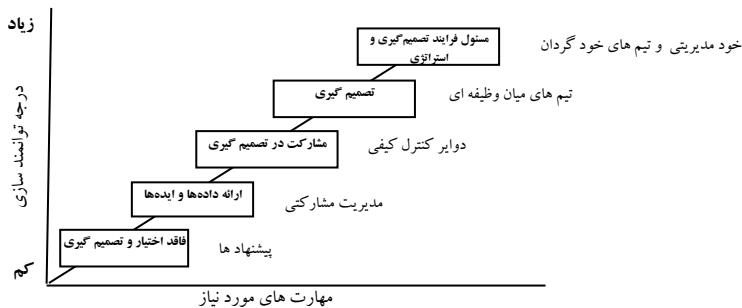 زیاد
مسئول فرایند تصمیم‌گیری و
استراتژی
خود مدیریتی و تیم های خود گردان
تصمیم گیری
تیم های میان وظیفه ای
درجه توانمند سازی
مشارکت در تصمیم گیری
دوایر کنترل کیفی
ارائه داده‌ها و ایده‌ها
مدیریت مشارکتی
فاقد اختیار و تصمیم گیری
پیشنهاد ها
کم
مهارت های مورد نیاز